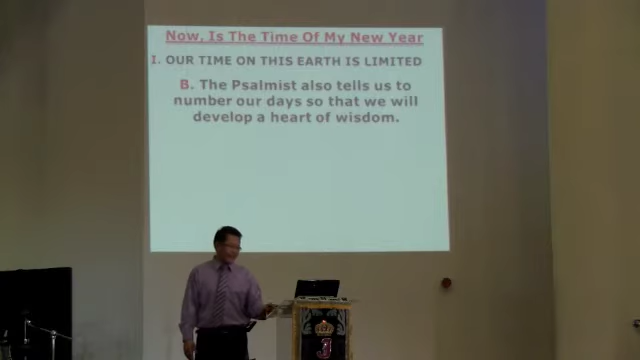 Now, Is The Time Of My New Year
I. OUR TIME ON THIS EARTH IS LIMITED
B. The Psalmist also tells us to
number our days so that we will
develop a heart of wisdom.
J